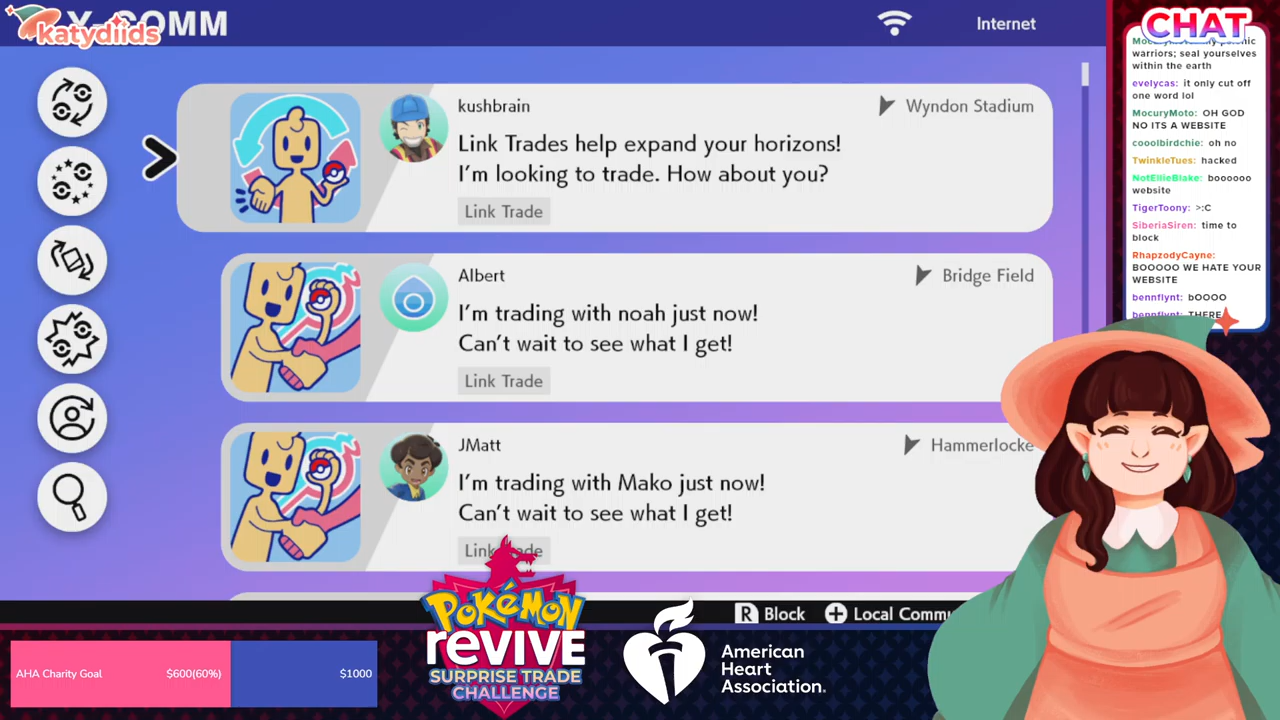 katydiids
Y-COMM
Internet
kushbrain
Wyndon Stadium
Link Trades help expand your horizons!
I'm looking to trade. How about you?
Link Trade
Albert
Bridge Field
I'm trading with noah just now!
Can't wait to see what I get!
Link Trade
JMatt
Hammerlocke
I'm trading with Mako just now!
Can't wait to see what I get!
Link Trade
R Block
Local Commu
CHAT
warriors; seal yourselves
within the earth
evelycas: it only cut off
one word lol
MocuryMoto: OH GOD
NO ITS A WEBSITE
cooolbirdchie: oh no
TwinkleTues: hacked
NotEllieBlake: boooooo
website
TigerToony: >:C
SiberiaSiren: time to
block
RhapzodyCayne:
BOOOOO WE HATE YOUR
WEBSITE
bennflynt: bOOOO
bennflynt: THERE
AHA Charity Goal
$600(60%)
$1000
POKéMON
reVIVE
SURPRISE TRADE
CHALLENGE
American
Heart
Association.